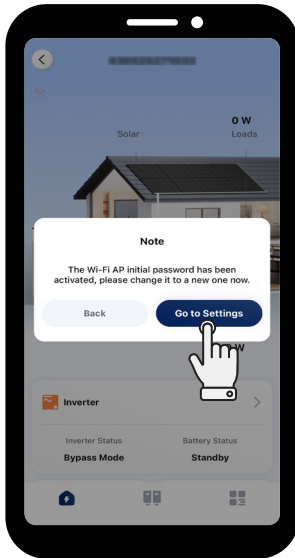 0 W
Solar
Loads
Note
The Wi-Fi AP initial password has been
activated, please change it to a new one now.
Back
Go to Settings
W
Inverter
Inverter Status
Battery Status
Bypass Mode
Standby